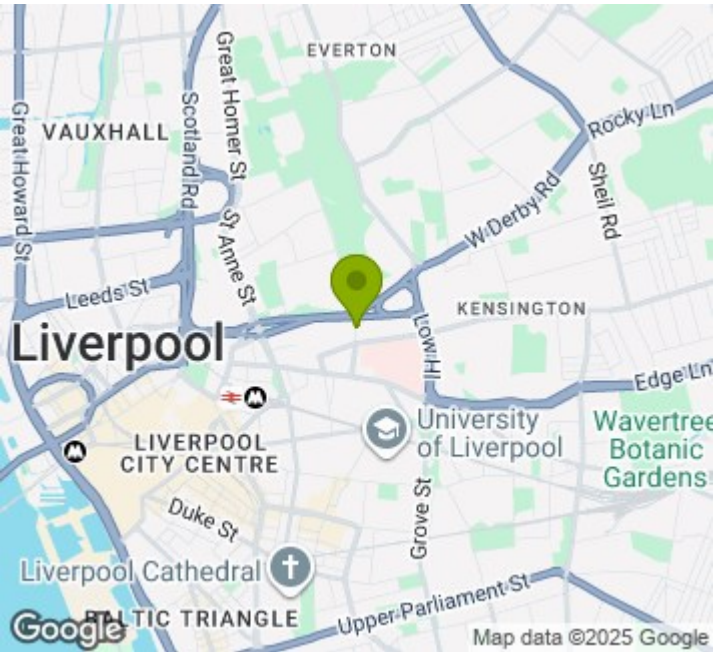 EVERTON
Great Homer St
Scotland Rd
Great Howard St
VAUXHALL
Rocky Ln
Sheil Rd
W Derby Rd
St Anne St
Leeds St
KENSINGTON
Liverpool
Low Hl
Edge Ln
University
of Liverpool
Wavertree
Botanic
Gardens
LIVERPOOL
CITY CENTRE
Duke St
Grove St
Liverpool Cathedral
Upper Parliament St
BALTIC TRIANGLE
Google
Map data ©2025 Google